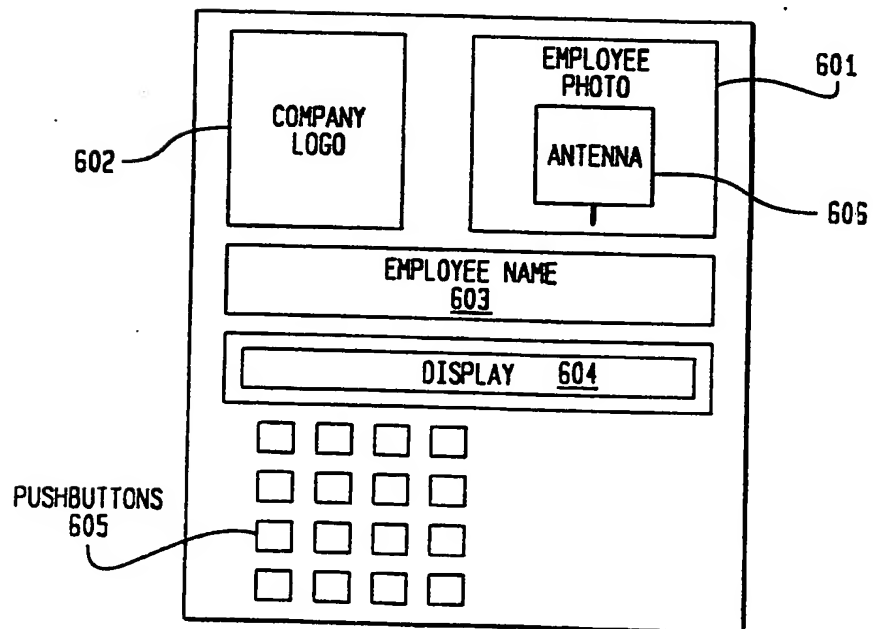 EMPLOYEE
PHOTO
601
COMPANY
LOGO
602
ANTENNA
606
EMPLOYEE NAME
603
DISPLAY 604
PUSHBUTTONS
605